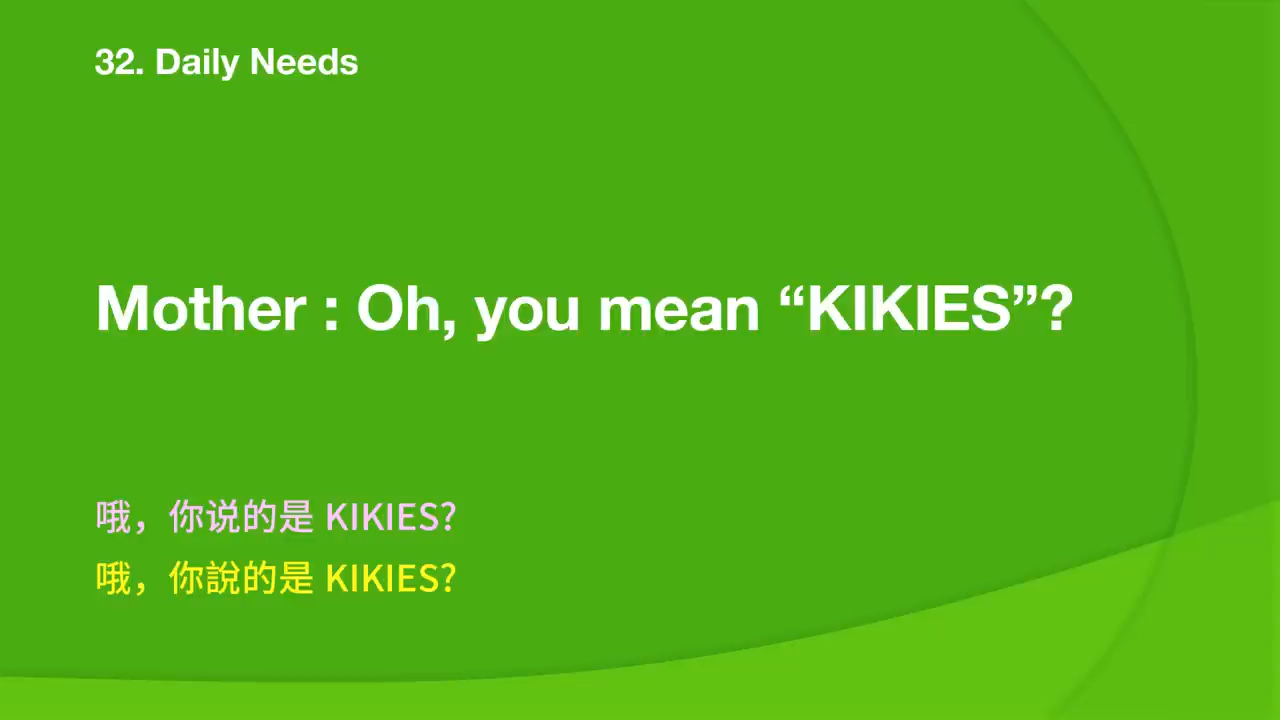 32. Daily Needs
Mother : Oh, you mean “KIKIES”?
哦，你说的是 KIKIES?
哦，你說的是 KIKIES?